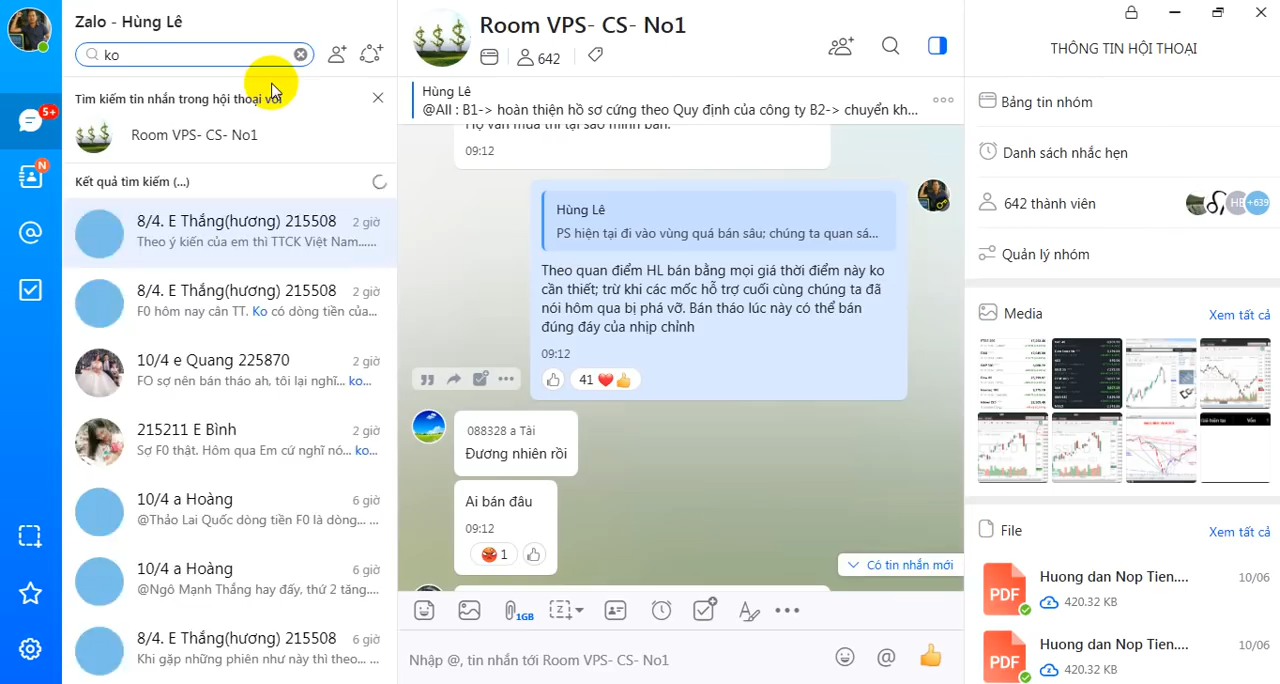 Zalo - Hùng Lê
ko
Tìm kiếm tin nhắn trong hội thoại với
Room VPS- CS- No1
Kết quả tìm kiếm (...)
5+
N
8/4. E Thắng(hương) 215508 2 giờ
Theo ý kiến của em thì TTCK Việt Nam......
8/4. E Thắng(hương) 215508 2 giờ
F0 hôm nay cân TT. Ko có dòng tiền của...
10/4 e Quang 225870 2 giờ
FO sợ nên bán tháo ah, tôi lại nghĩ... ko...
215211 E Bình 2 giờ
Sợ F0 thật. Hôm qua Em cứ nghĩ nó... ko...
10/4 a Hoàng 6 giờ
@Thảo Lai Quốc dòng tiền F0 là dòng... ...
10/4 a Hoàng 6 giờ
@Ngô Mạnh Thắng hay đấy, thứ 2 tăng....
8/4. E Thắng(hương) 215508 6 giờ
Khi gặp những phiên như này thì theo... ...
Room VPS- CS- No1
642
Hùng Lê
@All : B1-> hoàn thiện hồ sơ cứng theo Quy định của công ty B2-> chuyển kh...
Họ vẫn mua thì tại sao mình bán.
09:12
Hùng Lê
PS hiện tại đi vào vùng quá bán sâu; chúng ta quan sá...
Theo quan điểm HL bán bằng mọi giá thời điểm này ko
cần thiết; trừ khi các mốc hỗ trợ cuối cùng chúng ta đã
nói hôm qua bị phá vỡ. Bán tháo lúc này có thể bán
đúng đáy của nhịp chỉnh
09:12
41
088328 a Tài
Đương nhiên rồi
Ai bán đâu
09:12
1
Có tin nhắn mới
1GB
Nhập @, tin nhắn tới Room VPS- CS- No1
THÔNG TIN HỘI THOẠI
Bảng tin nhóm
Danh sách nhắc hẹn
642 thành viên
+639
Quản lý nhóm
Media Xem tất cả
File Xem tất cả
PDF
Huong dan Nop Tien.... 10/06
420.32 KB
PDF
Huong dan Nop Tien.... 10/06
420.32 KB